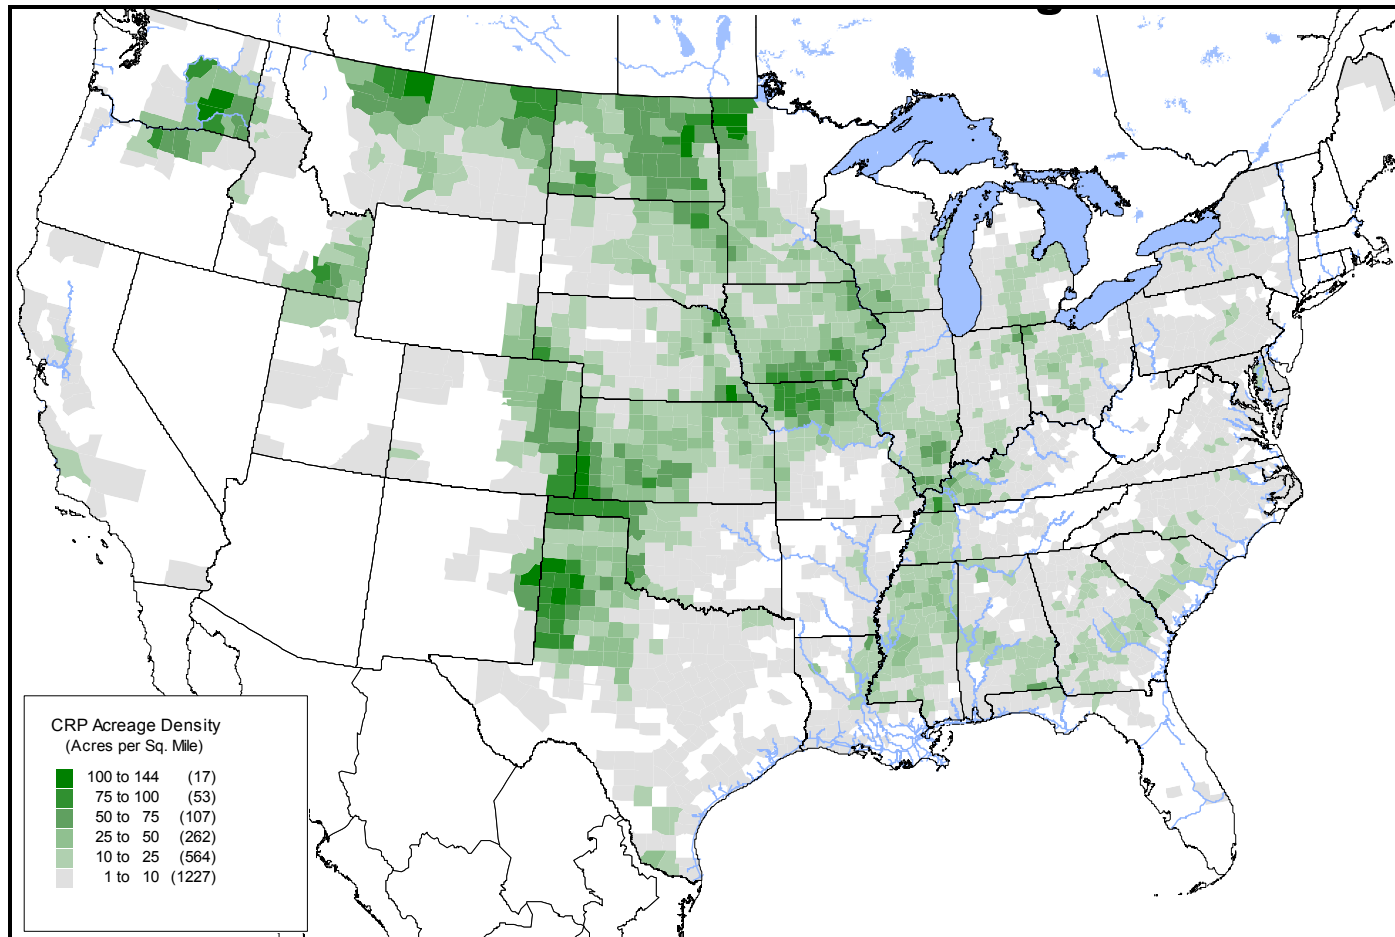 CRP Acreage Density
(Acres per Sq. Mile)
100 to 144 (17)
75 to 100 (53)
50 to 75 (107)
25 to 50 (262)
10 to 25 (564)
1 to 10 (1227)